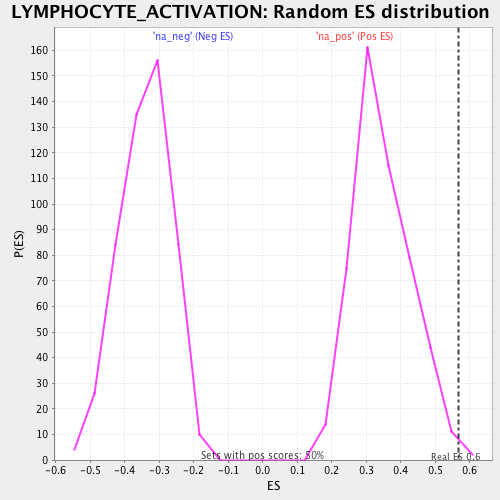 LYMPHOCYTE_ACTIVATION: Random ES distribution
'na_neg' (Neg ES)
'na_pos' (Pos ES)
160
150
140
130
120
110
100
90
80
70
60
50
40
30
20
10
0
P(ES)
Sets with pos scores: 50%
Real ES 0.6
-0.6 -0.5 -0.4 -0.3 -0.2 -0.1 0.0 0.1 0.2 0.3 0.4 0.5 0.6
ES